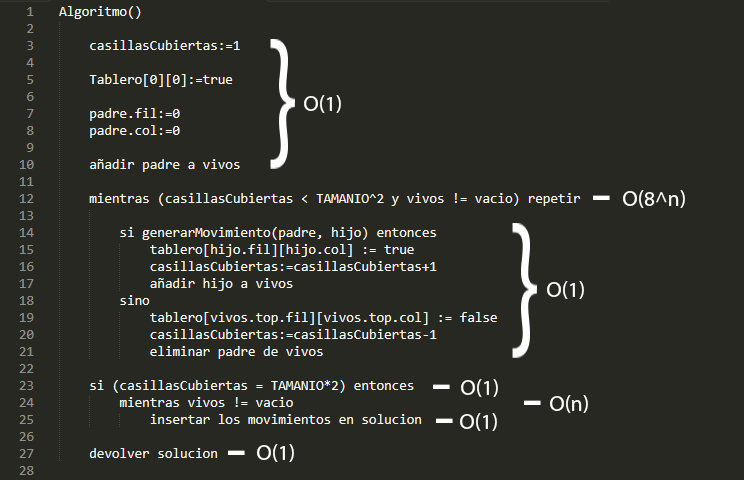 1 Algoritmo()
2
3 casillasCubiertas:=1
4
5 Tablero[0][0]:=true
6
O(1)
7 padre.fil:=0
8 padre.col:=0
9
10 añadir padre a vivos
11
12 mientras (casillasCubiertas < TAMANIO^2 y vivos != vacio) repetir – O(8^n)
13
14 si generarMovimiento(padre, hijo) entonces
15 tablero[hijo.fil][hijo.col] := true
16 casillasCubiertas:=casillasCubiertas+1
17 añadir hijo a vivos
O(1)
18 sino
19 tablero[vivos.top.fil][vivos.top.col] := false
20 casillasCubiertas:=casillasCubiertas-1
21 eliminar padre de vivos
22
23 si (casillasCubiertas = TAMANIO*2) entonces – O(1)
24 mientras vivos != vacio – O(n)
25 insertar los movimientos en solucion – O(1)
26
27 devolver solucion – O(1)
28